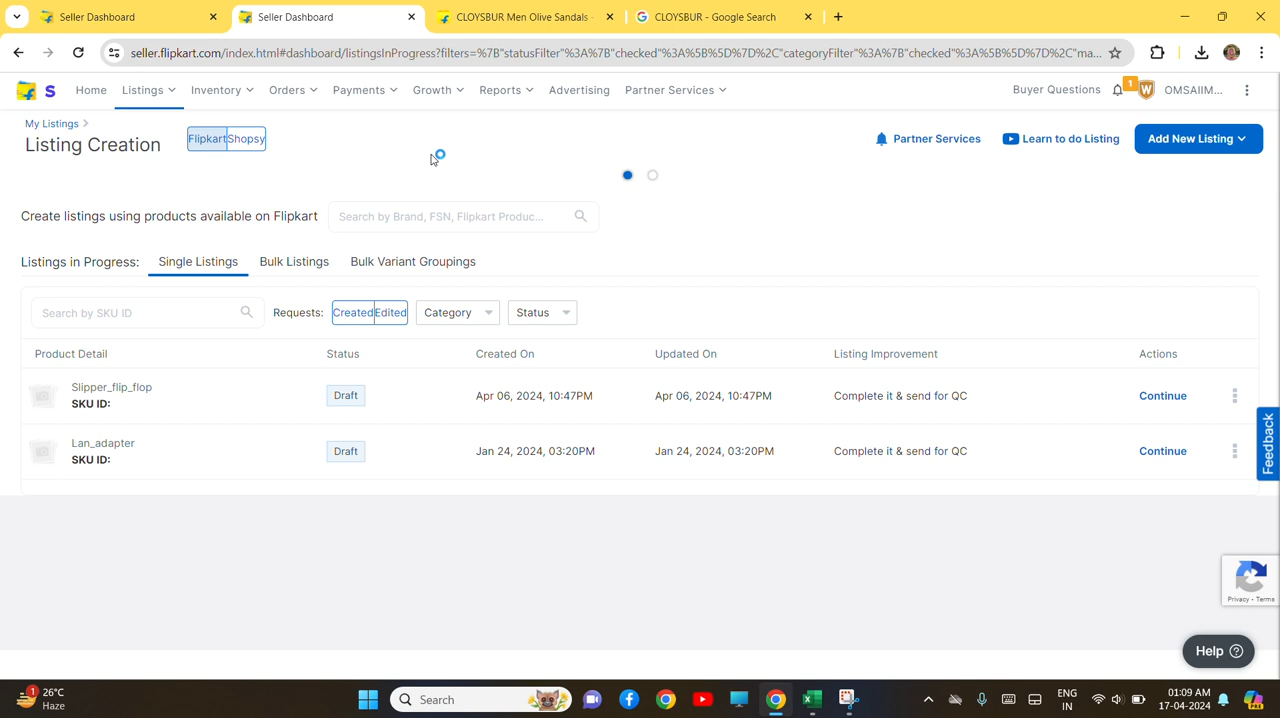 Seller Dashboard
Seller Dashboard
CLOYSBUR Men Olive Sandals -
CLOYSBUR - Google Search
seller.flipkart.com/index.html#dashboard/listingsInProgress?filters=%7B"statusFilter"%3A%7B"checked"%3A%5B%5D%7D%2C"categoryFilter"%3A%7B"checked"%3A%5B%5D%7D%2C"ma...
S Home Listings Inventory Orders Payments Growth Reports Advertising Partner Services Buyer Questions 1 W OMSAIIM...
My Listings >
Listing Creation Flipkart Shopsy Partner Services Learn to do Listing Add New Listing
Create listings using products available on Flipkart Search by Brand, FSN, Flipkart Produc...
Listings in Progress: Single Listings Bulk Listings Bulk Variant Groupings
Search by SKU ID Requests: Created Edited Category Status
Product Detail Status Created On Updated On Listing Improvement Actions
Slipper_flip_flop
SKU ID: Draft Apr 06, 2024, 10:47PM Apr 06, 2024, 10:47PM Complete it & send for QC Continue
Lan_adapter
SKU ID: Draft Jan 24, 2024, 03:20PM Jan 24, 2024, 03:20PM Complete it & send for QC Continue
Feedback
Privacy - Terms
Help
1 26°C
Haze
Search
ENG
IN
01:09 AM
17-04-2024